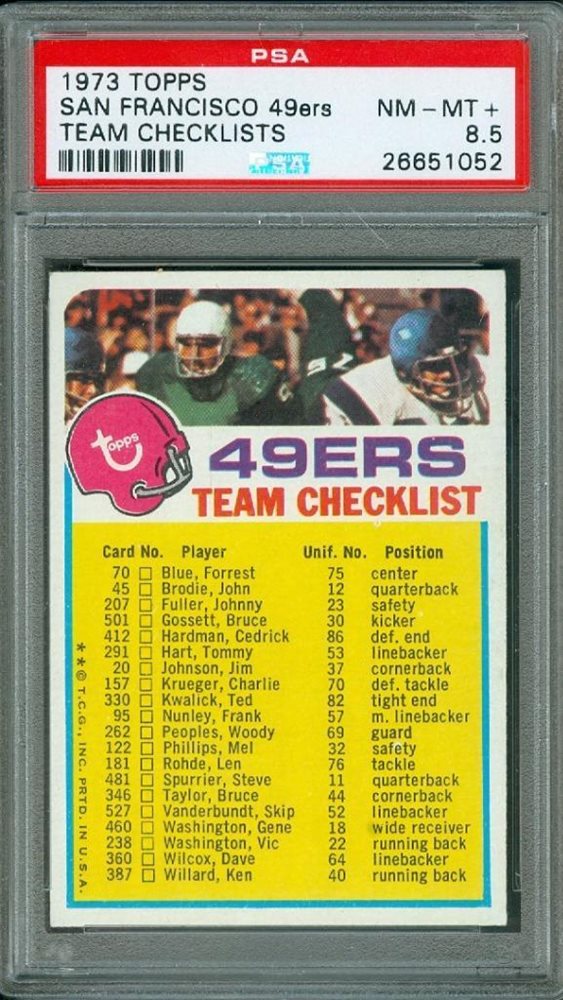 PSA
1973 TOPPS
SAN FRANCISCO 49ers NM – MT +
TEAM CHECKLISTS 8.5
PSA 26651052
topps
49ERS
TEAM CHECKLIST
Card No. Player Unif. No. Position
70 Blue, Forrest 75 center
45 Brodie, John 12 quarterback
207 Fuller, Johnny 23 safety
501 Gossett, Bruce 30 kicker
412 Hardman, Cedrick 86 def. end
291 Hart, Tommy 53 linebacker
20 Johnson, Jim 37 cornerback
157 Krueger, Charlie 70 def. tackle
330 Kwalick, Ted 82 tight end
95 Nunley, Frank 57 m. linebacker
262 Peoples, Woody 69 guard
122 Phillips, Mel 32 safety
181 Rohde, Len 76 tackle
481 Spurrier, Steve 11 quarterback
346 Taylor, Bruce 44 cornerback
527 Vanderbundt, Skip 52 linebacker
460 Washington, Gene 18 wide receiver
238 Washington, Vic 22 running back
360 Wilcox, Dave 64 linebacker
387 Willard, Ken 40 running back
**© T.C.G., INC. PRTD. IN U.S.A.